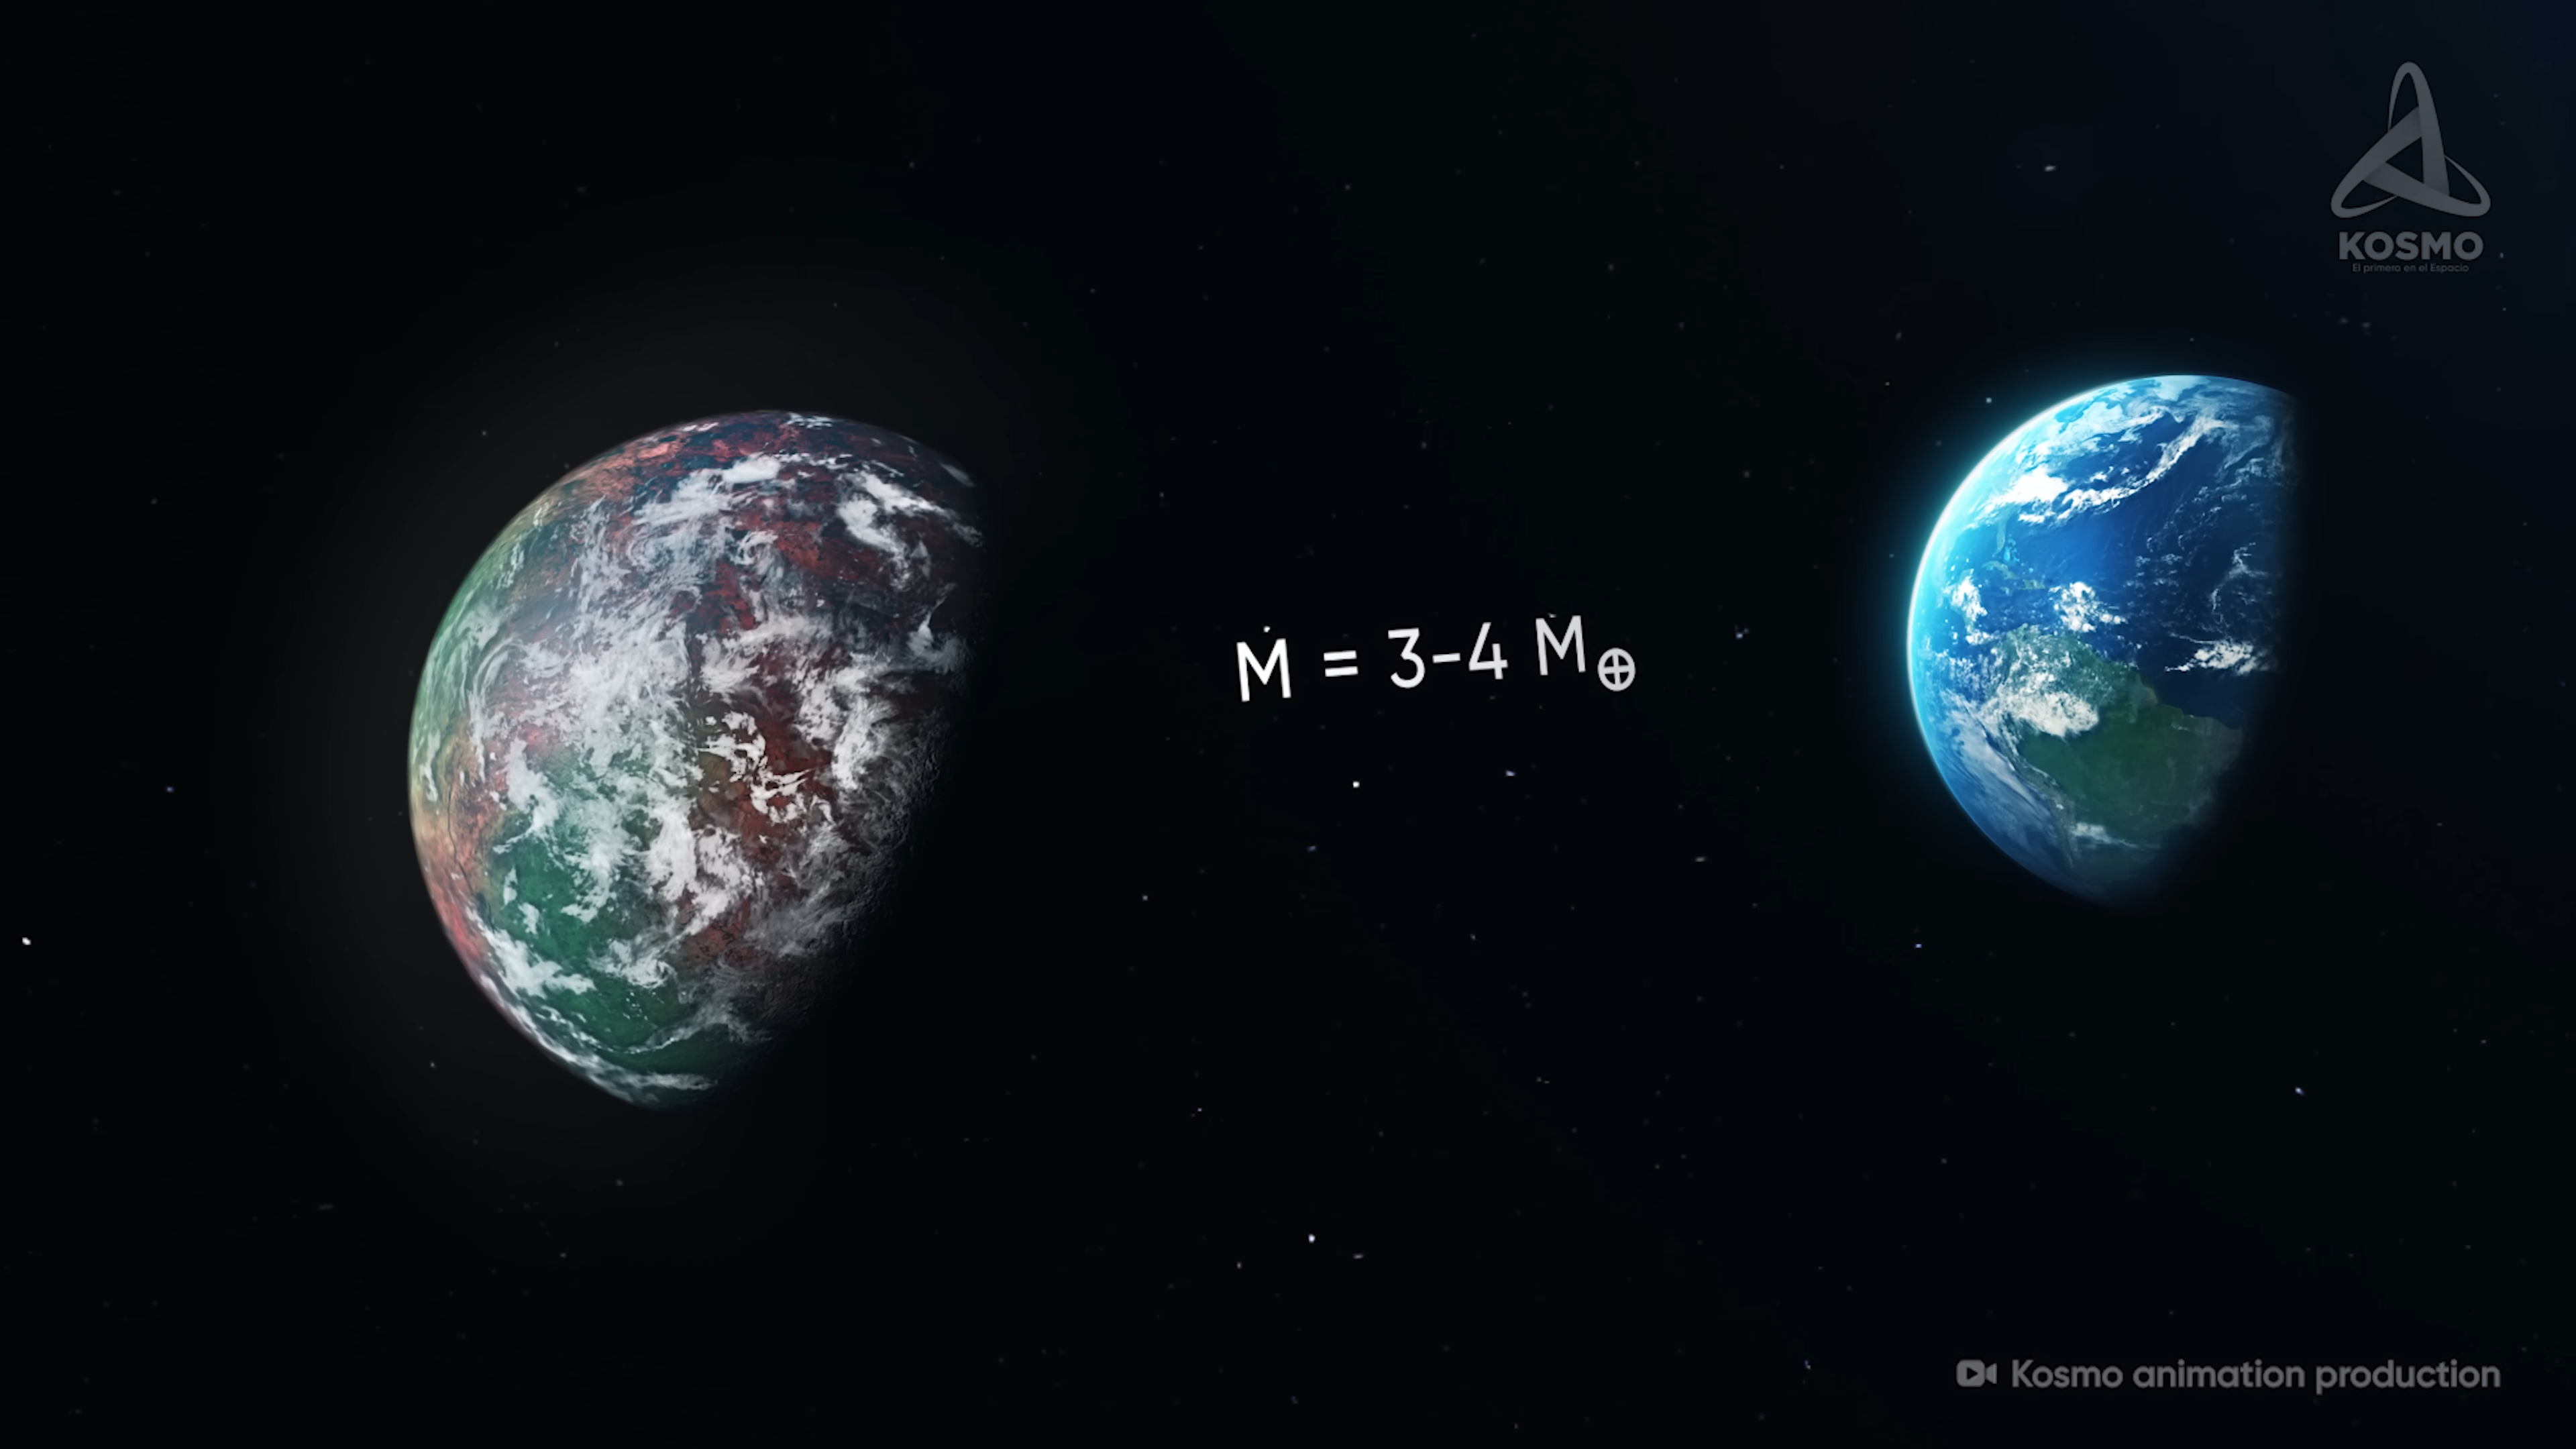 KOSMO
El primero en el Espacio
M = 3-4 M⊕
Kosmo animation production